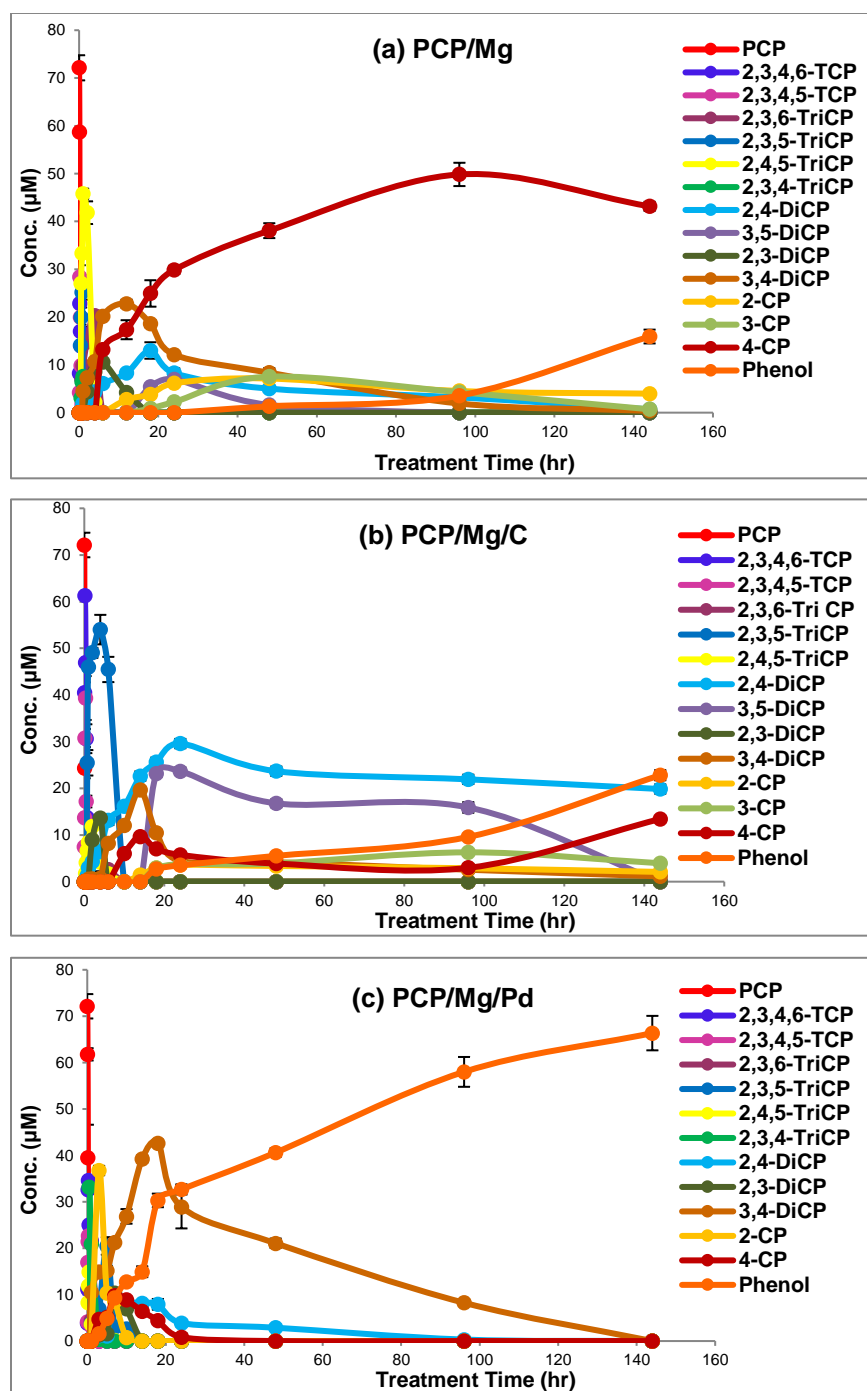 (a) PCP/Mg
Conc. (µM)
80
70
60
50
40
30
20
10
0
0 20 40 60 80 100 120 140 160
Treatment Time (hr)
PCP
2,3,4,6-TCP
2,3,4,5-TCP
2,3,6-TriCP
2,3,5-TriCP
2,4,5-TriCP
2,3,4-TriCP
2,4-DiCP
3,5-DiCP
2,3-DiCP
3,4-DiCP
2-CP
3-CP
4-CP
Phenol
(b) PCP/Mg/C
Conc. (µM)
80
70
60
50
40
30
20
10
0
0 20 40 60 80 100 120 140 160
Treatment Time (hr)
PCP
2,3,4,6-TCP
2,3,4,5-TCP
2,3,6-Tri CP
2,3,5-TriCP
2,4,5-TriCP
2,4-DiCP
3,5-DiCP
2,3-DiCP
3,4-DiCP
2-CP
3-CP
4-CP
Phenol
(c) PCP/Mg/Pd
Conc. (µM)
80
70
60
50
40
30
20
10
0
0 20 40 60 80 100 120 140 160
Treatment Time (hr)
PCP
2,3,4,6-TCP
2,3,4,5-TCP
2,3,6-TriCP
2,3,5-TriCP
2,4,5-TriCP
2,3,4-TriCP
2,4-DiCP
2,3-DiCP
3,4-DiCP
2-CP
4-CP
Phenol